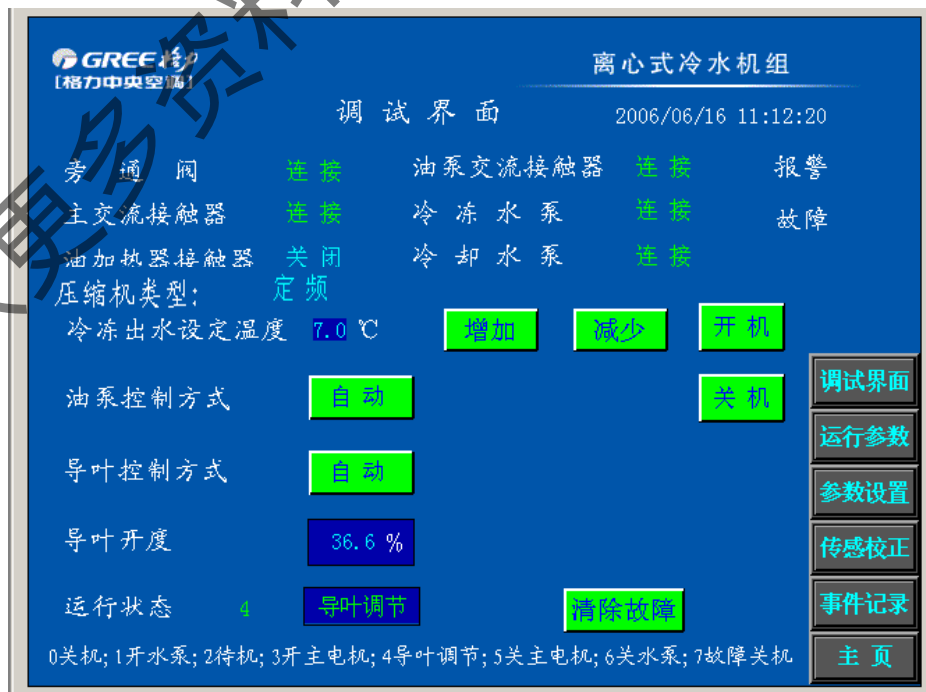 GREE 格力
[格力中央空调]
离心式冷水机组
调试界面
2006/06/16 11:12:20
旁通阀 连接 油泵交流接触器 连接 报警
主交流接触器 连接 冷冻水泵 连接 故障
油加热器接触器 关闭 冷却水泵 连接
压缩机类型: 定频
冷冻出水设定温度 7.0 ℃ 增加 减少 开机
油泵控制方式 自动 关机
导叶控制方式 自动
导叶开度 36.6 %
运行状态 4 导叶调节 清除故障
0关机;1开水泵;2待机;3开主电机;4导叶调节;5关主电机;6关水泵;7故障关机
调试界面
运行参数
参数设置
传感校正
事件记录
主页
更多资料